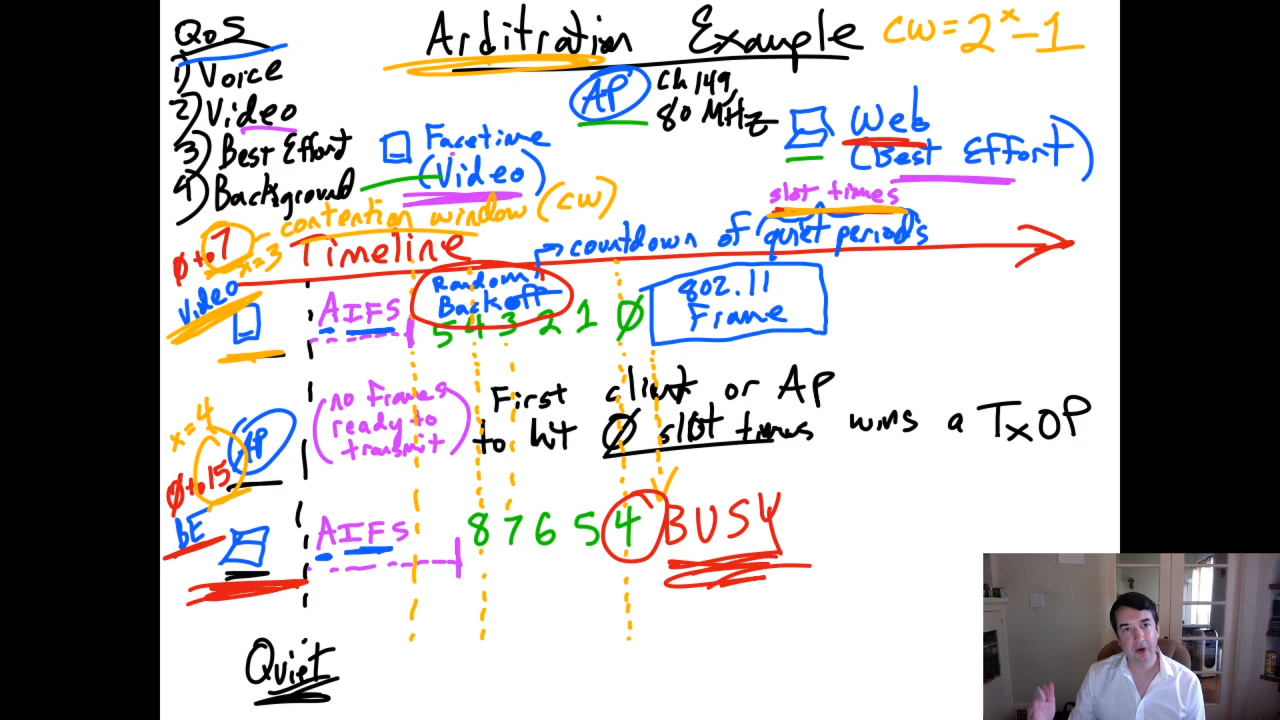 QoS
1) Voice
2) Video
3) Best Effort
4) Background
Arbitration Example
CW = 2^x - 1
AP
Ch 149,
80 MHz
Facetime
(Video)
Web
(Best Effort)
slot times
contention window (CW)
0 to 7
x = 3
Timeline
countdown of quiet periods
Video
AIFS
Random
Backoff
5 4 3 2 1 0
802.11
Frame
x = 4
0 to 15
AP
(no frames
ready to
transmit)
First client or AP
to hit 0 slot times wins a TxOP
BE
AIFS
8 7 6 5 4 BUSY
Quiet